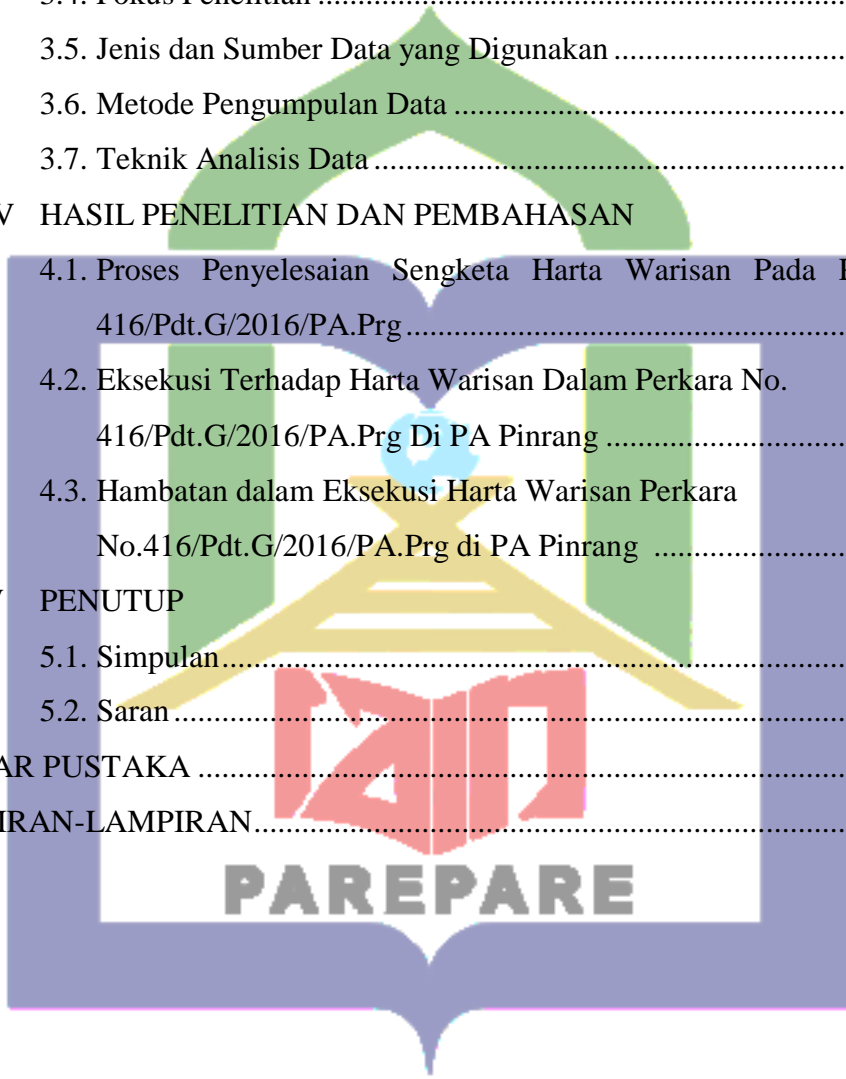 3.4. Fokus Penelitian ..........................................................................
3.5. Jenis dan Sumber Data yang Digunakan ...................................
3.6. Metode Pengumpulan Data .........................................................
3.7. Teknik Analisis Data ....................................................................
V HASIL PENELITIAN DAN PEMBAHASAN
4.1. Proses Penyelesaian Sengketa Harta Warisan Pada
416/Pdt.G/2016/PA.Prg ................................................................
4.2. Eksekusi Terhadap Harta Warisan Dalam Perkara No.
416/Pdt.G/2016/PA.Prg Di PA Pinrang ....................................
4.3. Hambatan dalam Eksekusi Harta Warisan Perkara
No.416/Pdt.G/2016/PA.Prg di PA Pinrang ............................
PENUTUP
5.1. Simpulan .......................................................................................
5.2. Saran ..............................................................................................
AR PUSTAKA ..........................................................................................
IRAN-LAMPIRAN ..................................................................................
iain
PAREPARE